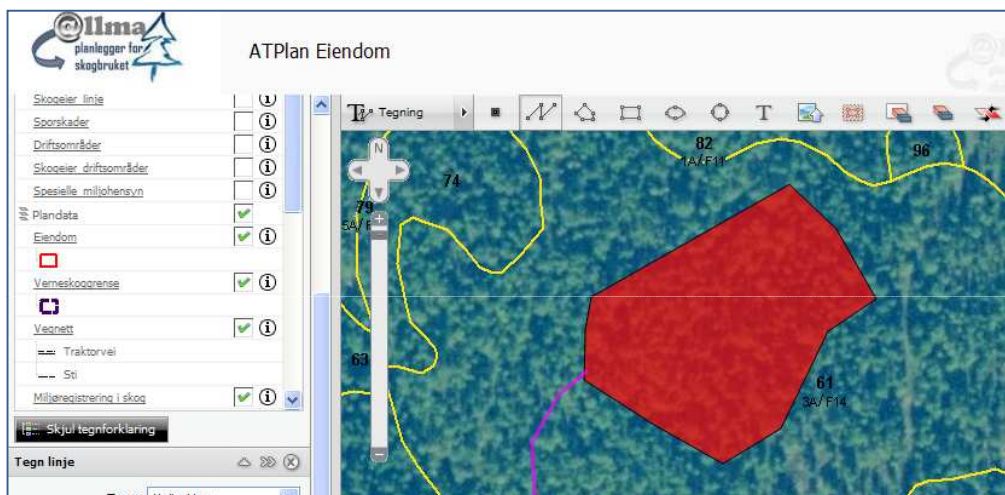 @llma
planlegger for
skogbruket
ATPlan Eiendom
Skogeier linje
Sporskader
Driftsområder
Skogeier driftsområder
Spesielle miljøhensyn
Plandata
Eiendom
Verneskoggrense
Vegnett
Traktorvei
Sti
Miljøregistrering i skog
Skjul tegnforklaring
Tegn linje
Tegning
T
N
82
1A/F11
96
74
79
63
61
3A/F14